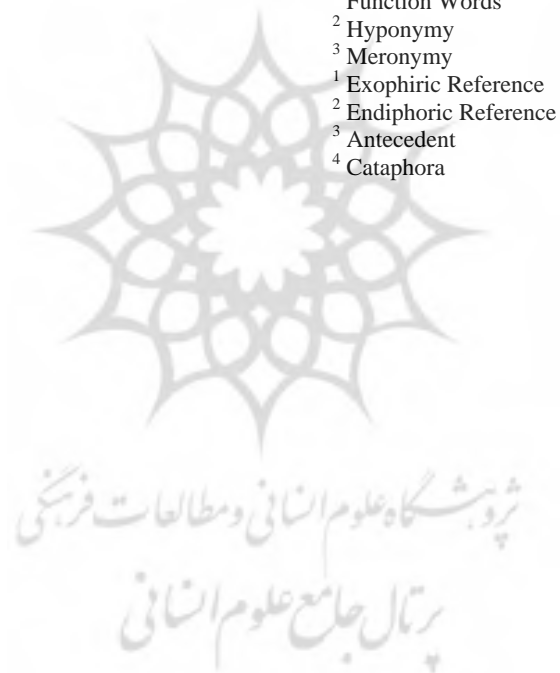 Function Words
² Hyponymy
³ Meronymy
¹ Exophiric Reference
² Endiphoric Reference
³ Antecedent
⁴ Cataphora
پژوهشگاه علوم انسانی و مطالعات فرهنگی
پرتال جامع علوم انسانی